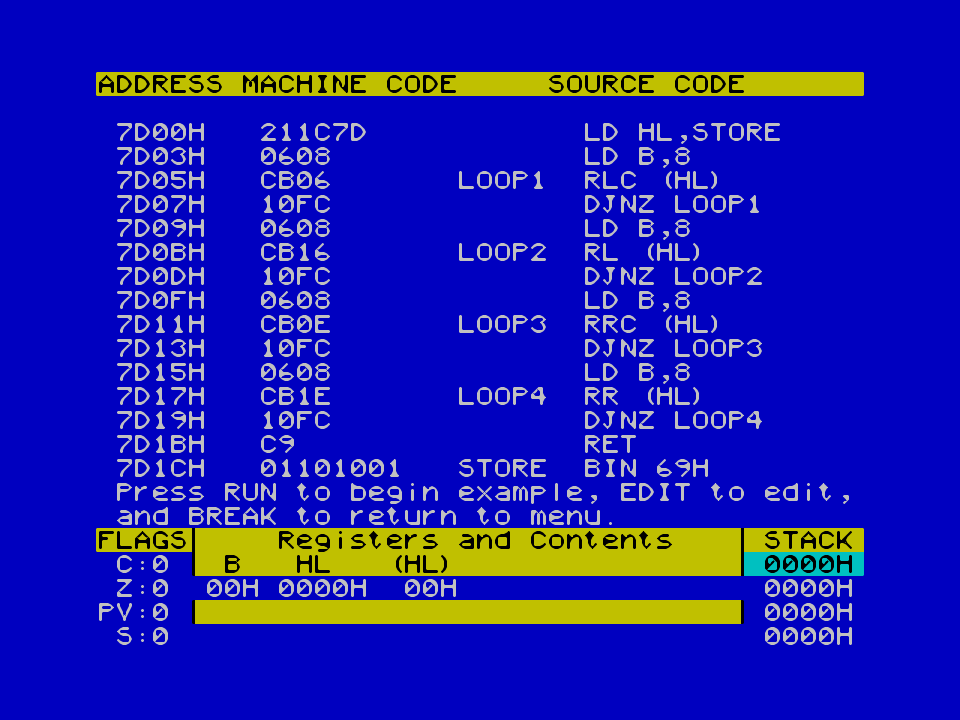 ADDRESS MACHINE CODE     SOURCE CODE
7D00H   211C7D            LD HL,STORE
7D03H   0608              LD B,8
7D05H   CB06       LOOP1  RLC (HL)
7D07H   10FC              DJNZ LOOP1
7D09H   0608              LD B,8
7D0BH   CB16       LOOP2  RL (HL)
7D0DH   10FC              DJNZ LOOP2
7D0FH   0608              LD B,8
7D11H   CB0E       LOOP3  RRC (HL)
7D13H   10FC              DJNZ LOOP3
7D15H   0608              LD B,8
7D17H   CB1E       LOOP4  RR (HL)
7D19H   10FC              DJNZ LOOP4
7D1BH   C9                RET
7D1CH   01101001   STORE  BIN 69H
Press RUN to begin example, EDIT to edit,
and BREAK to return to menu.
FLAGS     Registers and Contents     STACK
C:0   B   HL   (HL)   0000H
Z:0  00H 0000H  00H   0000H
PV:0   0000H
S:0   0000H